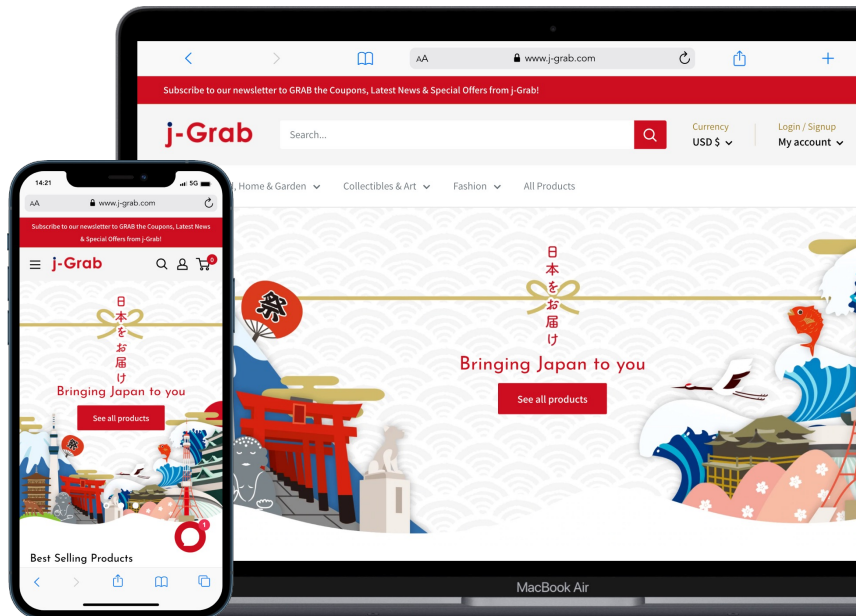 AA
www.j-grab.com
Subscribe to our newsletter to GRAB the Coupons, Latest News & Special Offers from j-Grab!
j-Grab
Search...
Currency
USD $
Login / Signup
My account
, Home & Garden
Collectibles & Art
Fashion
All Products
祭
日本をお届け
Bringing Japan to you
See all products
MacBook Air
14:21
5G
AA
www.j-grab.com
Subscribe to our newsletter to GRAB the Coupons, Latest News
& Special Offers from j-Grab!
j-Grab
0
日本をお届け
Bringing Japan to you
See all products
祭
1
Best Selling Products